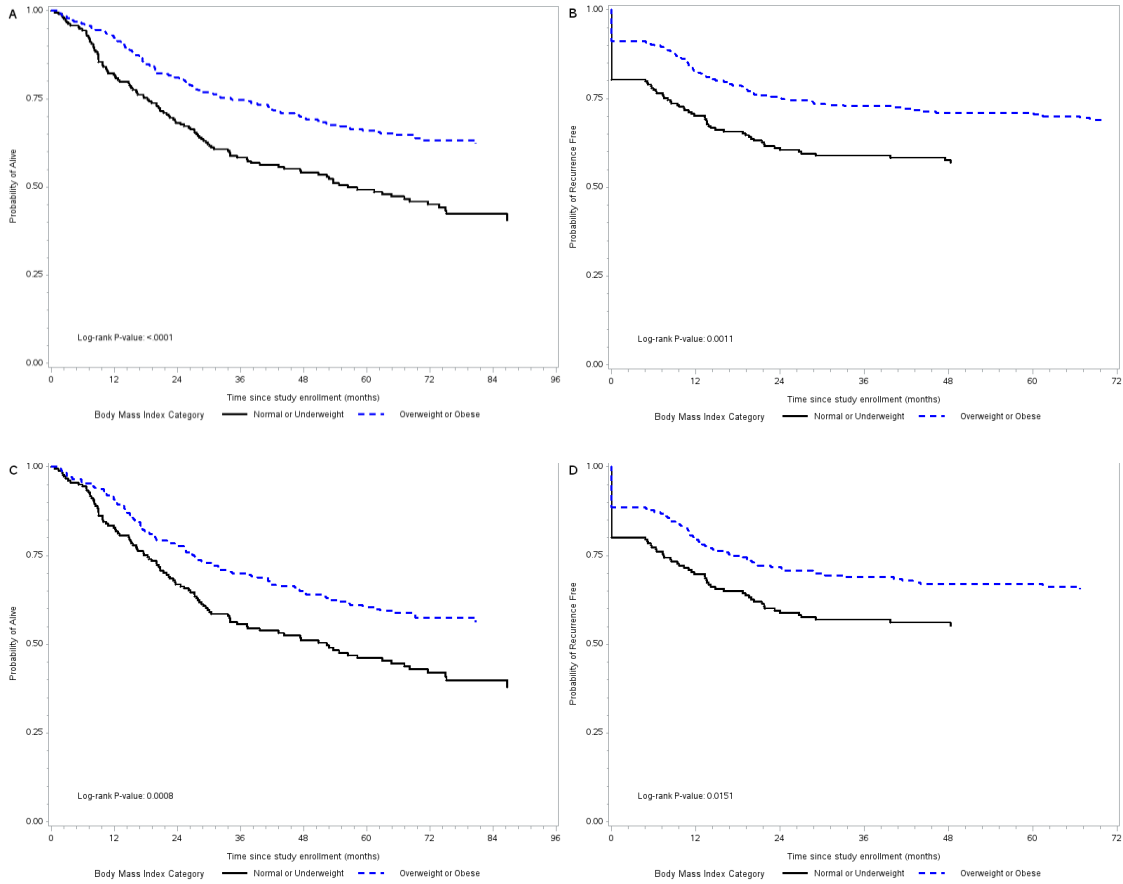 A
1.00
0.75
0.50
0.25
0.00
Probability of Alive
Log-rank P-value: <.0001
0 12 24 36 48 60 72 84 96
Time since study enrollment (months)
Body Mass Index Category Normal or Underweight Overweight or Obese
B
1.00
0.75
0.50
0.25
0.00
Probability of Recurrence Free
Log-rank P-value: 0.0011
0 12 24 36 48 60 72
Time since study enrollment (months)
Body Mass Index Category Normal or Underweight Overweight or Obese
C
1.00
0.75
0.50
0.25
0.00
Probability of Alive
Log-rank P-value: 0.0008
0 12 24 36 48 60 72 84 96
Time since study enrollment (months)
Body Mass Index Category Normal or Underweight Overweight or Obese
D
1.00
0.75
0.50
0.25
0.00
Probability of Recurrence Free
Log-rank P-value: 0.0151
0 12 24 36 48 60 72
Time since study enrollment (months)
Body Mass Index Category Normal or Underweight Overweight or Obese